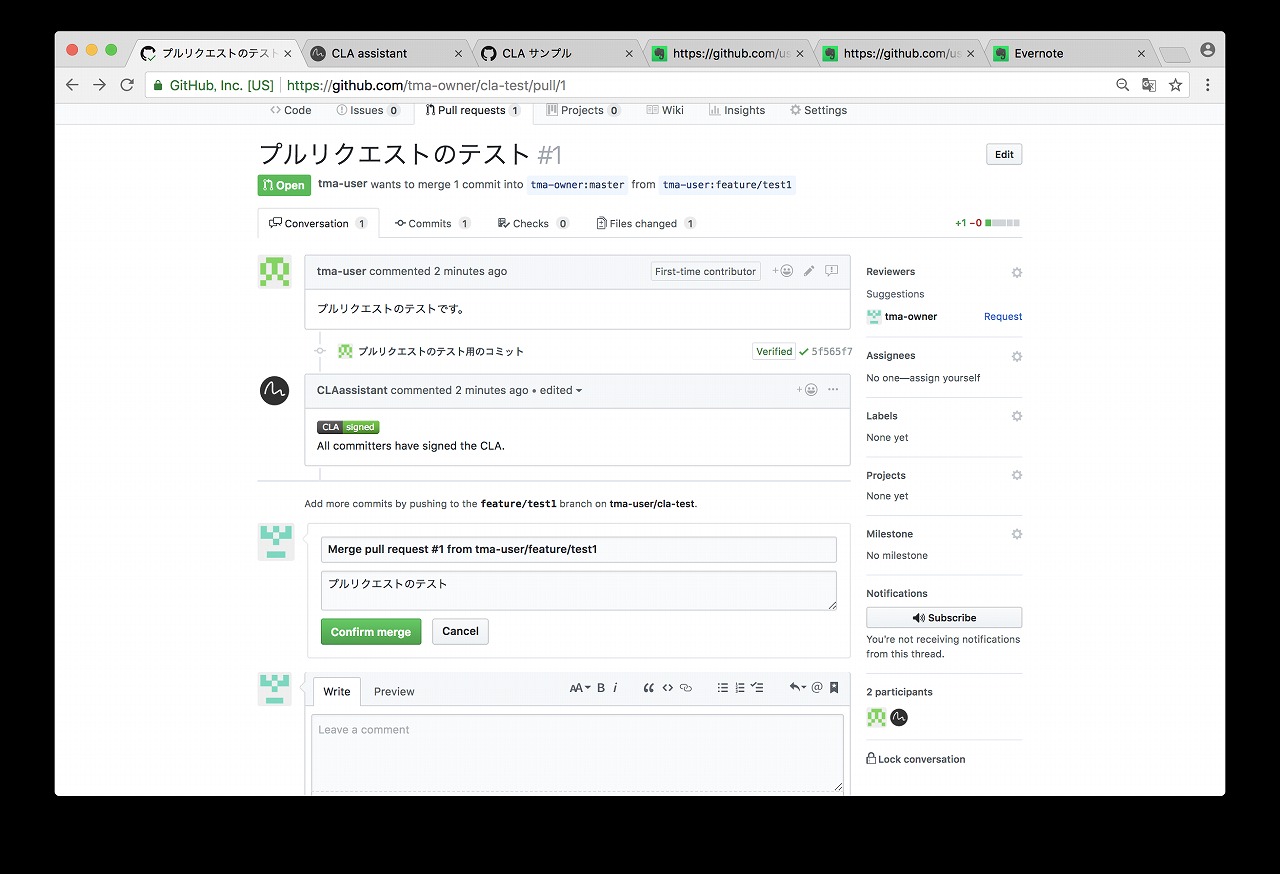 プルリクエストのテスト
CLA assistant
CLA サンプル
https://github.com/us
https://github.com/us
Evernote
GitHub, Inc. [US] https://github.com/tma-owner/cla-test/pull/1
Code
Issues 0
Pull requests 1
Projects 0
Wiki
Insights
Settings
プルリクエストのテスト #1
Edit
Open tma-user wants to merge 1 commit into tma-owner:master from tma-user:feature/test1
Conversation 1
Commits 1
Checks 0
Files changed 1
+1 −0
tma-user commented 2 minutes ago
First-time contributor
プルリクエストのテストです。
プルリクエストのテスト用のコミット
Verified 5f565f7
CLAassistant commented 2 minutes ago • edited
CLA signed
All committers have signed the CLA.
Add more commits by pushing to the feature/test1 branch on tma-user/cla-test.
Merge pull request #1 from tma-user/feature/test1
プルリクエストのテスト
Confirm merge
Cancel
Write
Preview
AA B i
Leave a comment
Reviewers
Suggestions
tma-owner Request
Assignees
No one—assign yourself
Labels
None yet
Projects
None yet
Milestone
No milestone
Notifications
Subscribe
You're not receiving notifications
from this thread.
2 participants
Lock conversation